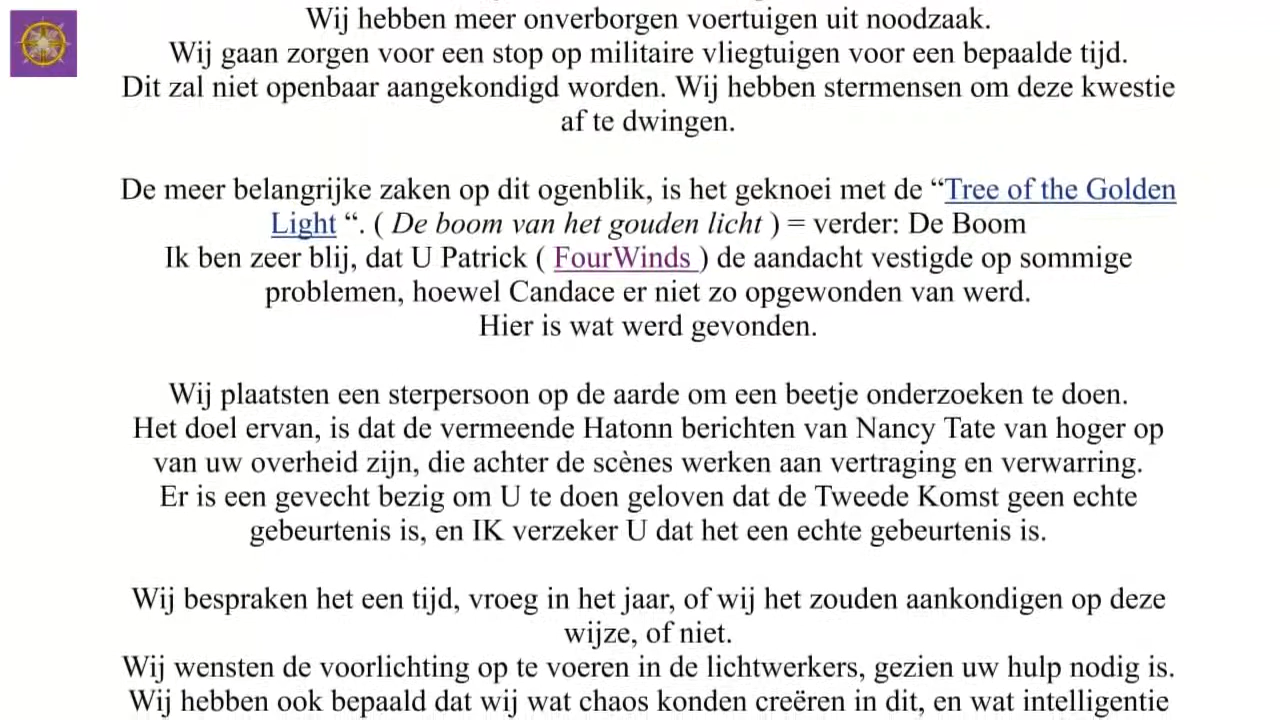 Wij hebben meer onverborgen voertuigen uit noodzaak.
Wij gaan zorgen voor een stop op militaire vliegtuigen voor een bepaalde tijd.
Dit zal niet openbaar aangekondigd worden. Wij hebben stermensen om deze kwestie
af te dwingen.
De meer belangrijke zaken op dit ogenblik, is het geknoei met de “Tree of the Golden
Light “. ( De boom van het gouden licht ) = verder: De Boom
Ik ben zeer blij, dat U Patrick ( FourWinds ) de aandacht vestigde op sommige
problemen, hoewel Candace er niet zo opgewonden van werd.
Hier is wat werd gevonden.
Wij plaatsten een sterpersoon op de aarde om een beetje onderzoeken te doen.
Het doel ervan, is dat de vermeende Hatonn berichten van Nancy Tate van hoger op
van uw overheid zijn, die achter de scènes werken aan vertraging en verwarring.
Er is een gevecht bezig om U te doen geloven dat de Tweede Komst geen echte
gebeurtenis is, en IK verzeker U dat het een echte gebeurtenis is.
Wij bespraken het een tijd, vroeg in het jaar, of wij het zouden aankondigen op deze
wijze, of niet.
Wij wensten de voorlichting op te voeren in de lichtwerkers, gezien uw hulp nodig is.
Wij hebben ook bepaald dat wij wat chaos konden creëren in dit, en wat intelligentie